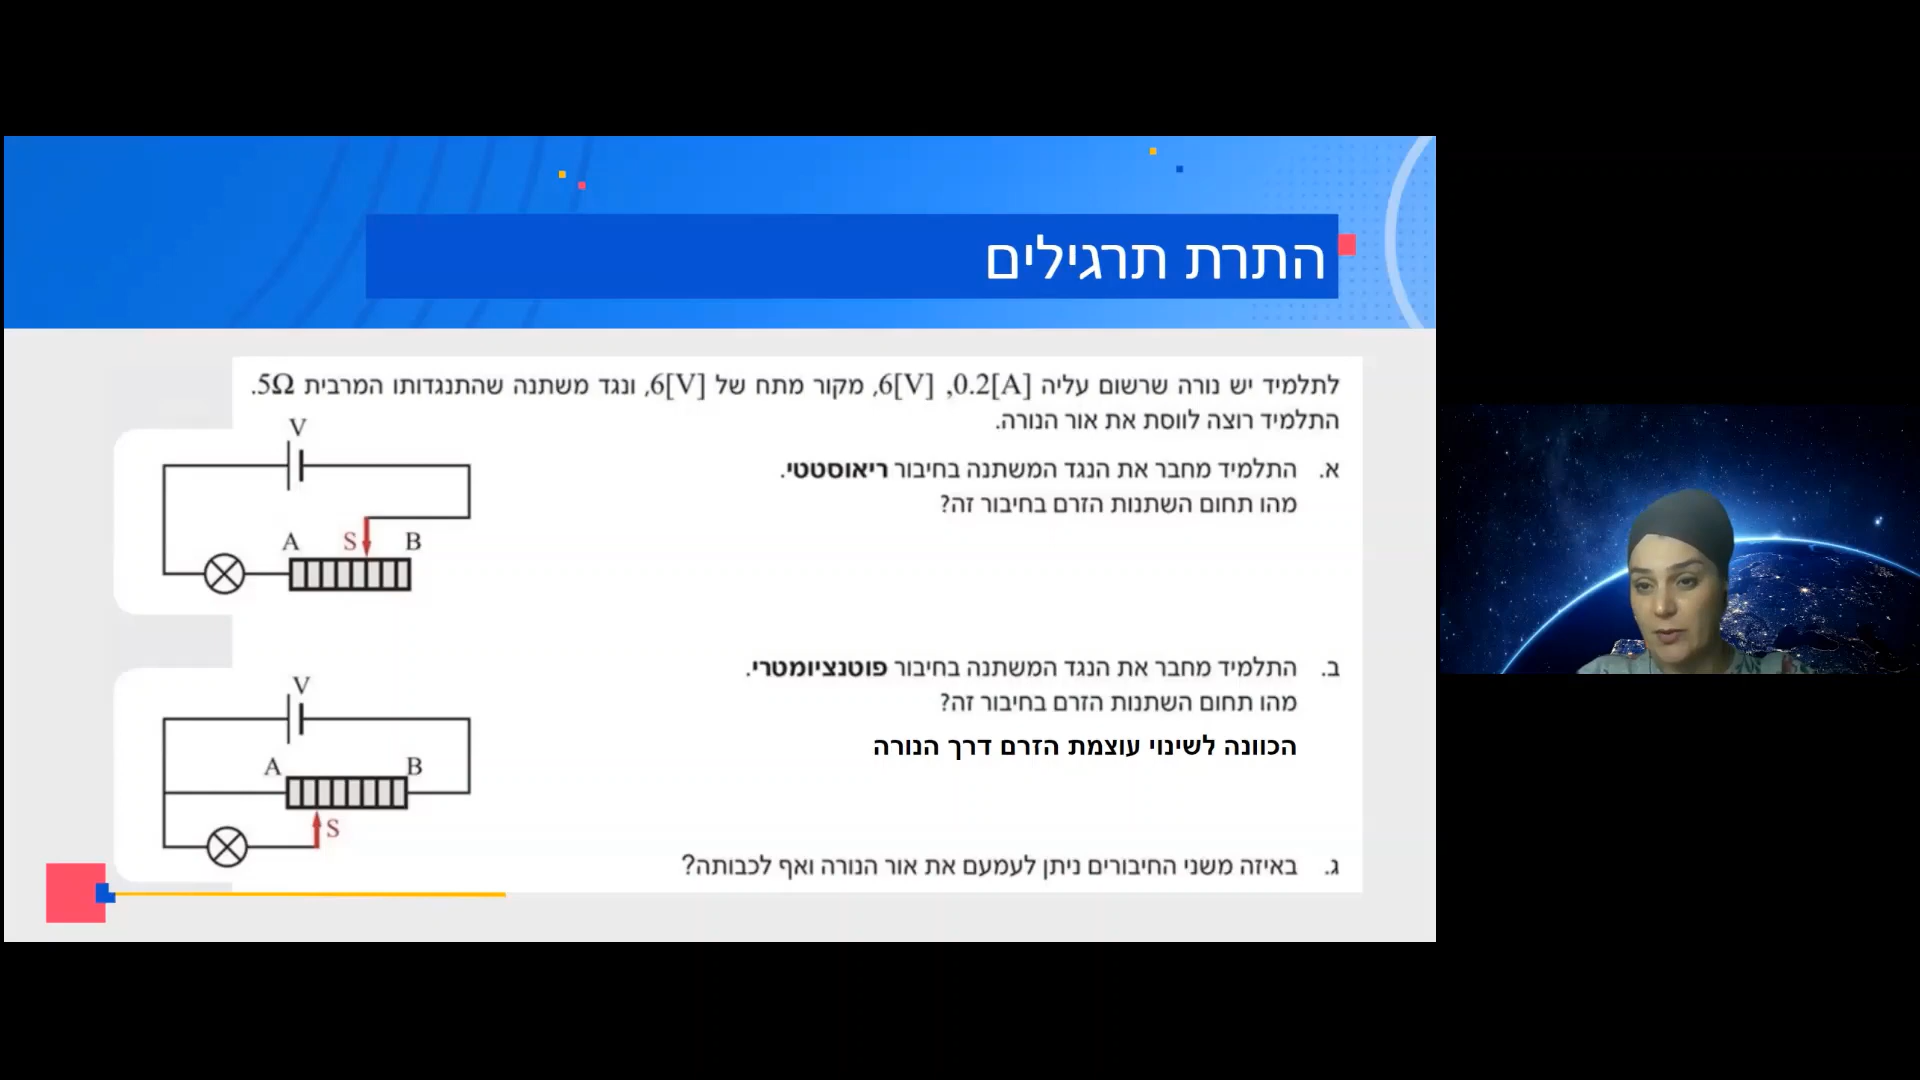 התרת תרגילים
לתלמיד יש נורה שרשום עליה 6[V] ,0.2[A], מקור מתח של 6[V], ונגד משתנה שהתנגדותו המרבית 5Ω.
התלמיד רוצה לווסת את אור הנורה.
א. התלמיד מחבר את הנגד המשתנה בחיבור ריאוסטטי.
מהו תחום השתנות הזרם בחיבור זה?
V
A S B
ב. התלמיד מחבר את הנגד המשתנה בחיבור פוטנציומטרי.
מהו תחום השתנות הזרם בחיבור זה?
הכוונה לשינוי עוצמת הזרם דרך הנורה
V
A B
S
ג. באיזה משני החיבורים ניתן לעמעם את אור הנורה ואף לכבותה?